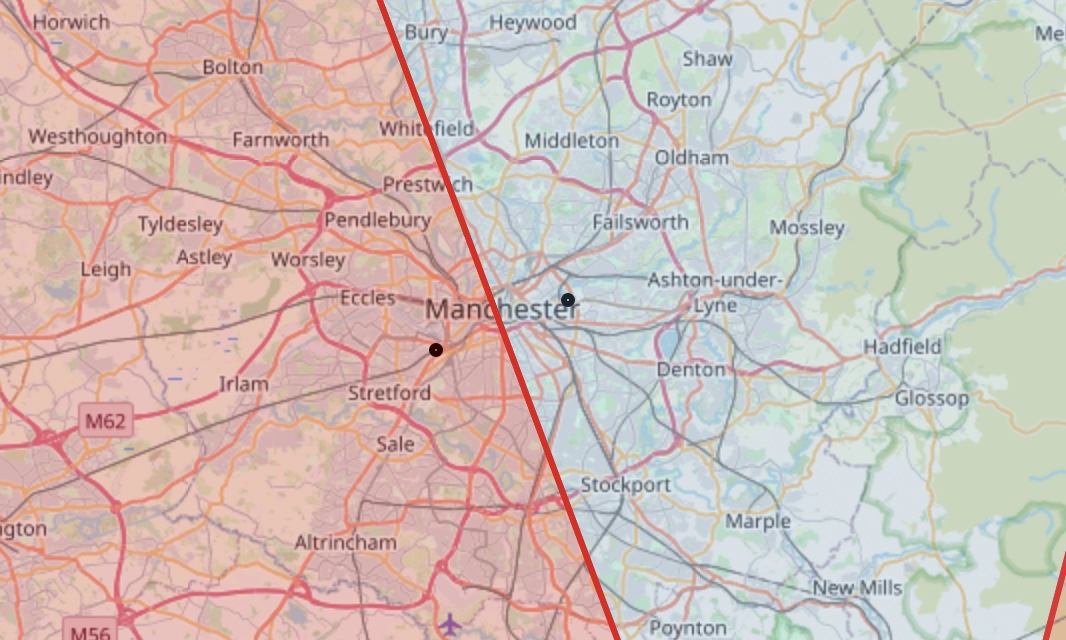 Horwich
Bury
Heywood
Me
Bolton
Shaw
Royton
Westhoughton
Farnworth
Whitefield
Middleton
Oldham
indley
Prestwich
Tyldesley
Pendlebury
Failsworth
Mossley
Leigh
Astley
Worsley
Ashton-under-
Lyne
Eccles
Manchester
Hadfield
Irlam
Stretford
Denton
Glossop
M62
Sale
Stockport
ngton
Altrincham
Marple
New Mills
M56
Poynton